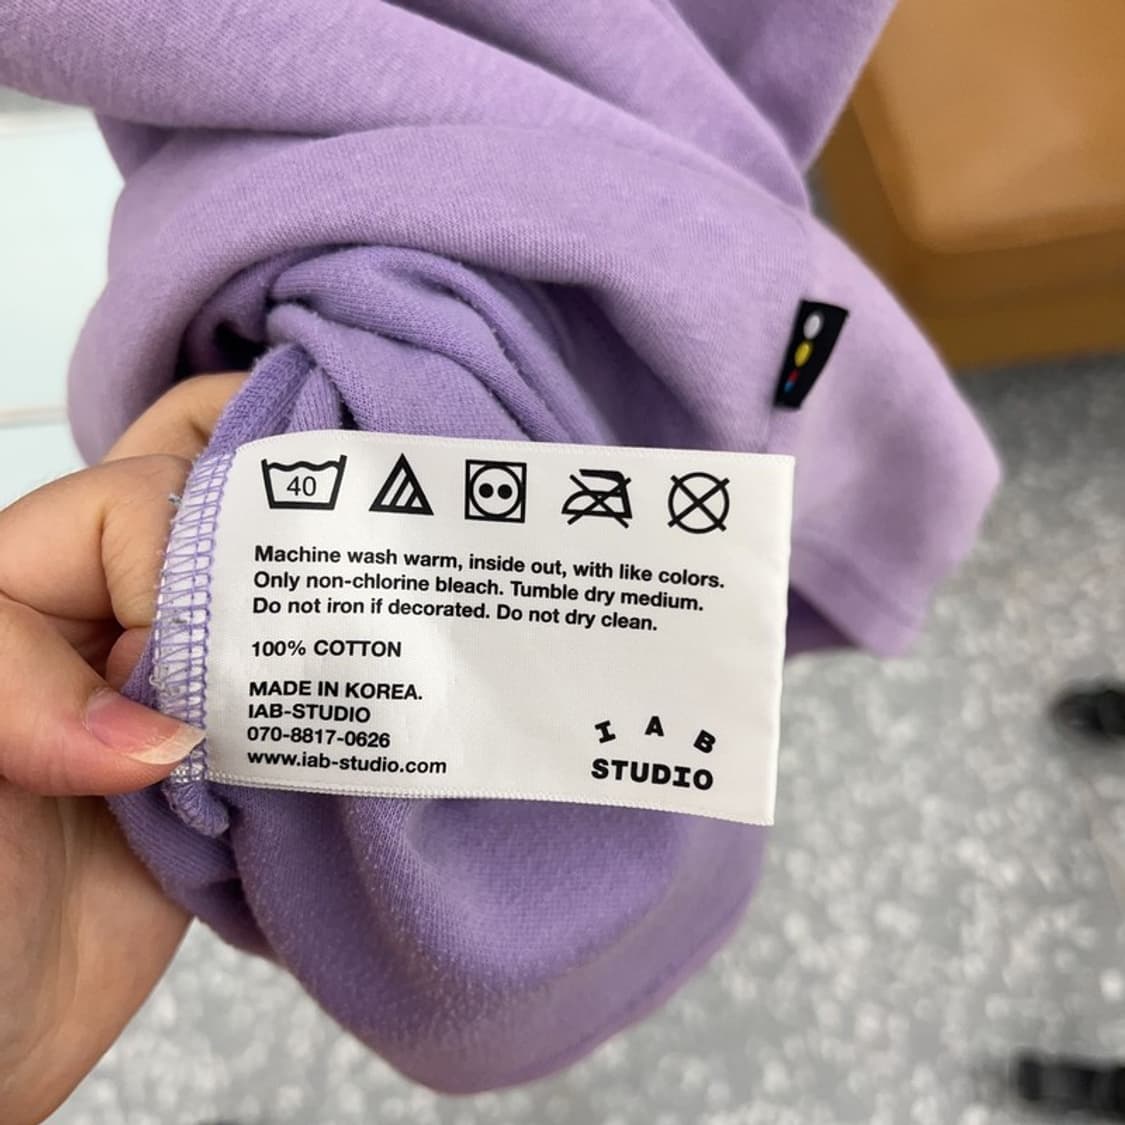 40
Machine wash warm, inside out, with like colors.
Only non-chlorine bleach. Tumble dry medium.
Do not iron if decorated. Do not dry clean.
100% COTTON
MADE IN KOREA.
IAB-STUDIO
070-8817-0626
www.iab-studio.com
I A B
STUDIO